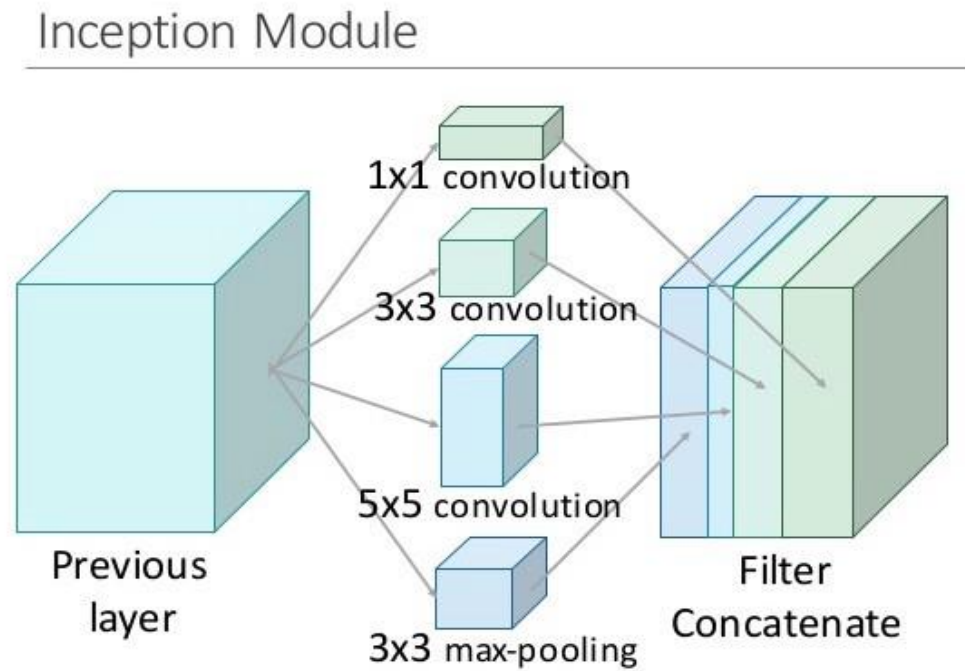 Inception Module
1x1 convolution
3x3 convolution
5x5 convolution
3x3 max-pooling
Previous
layer
Filter
Concatenate